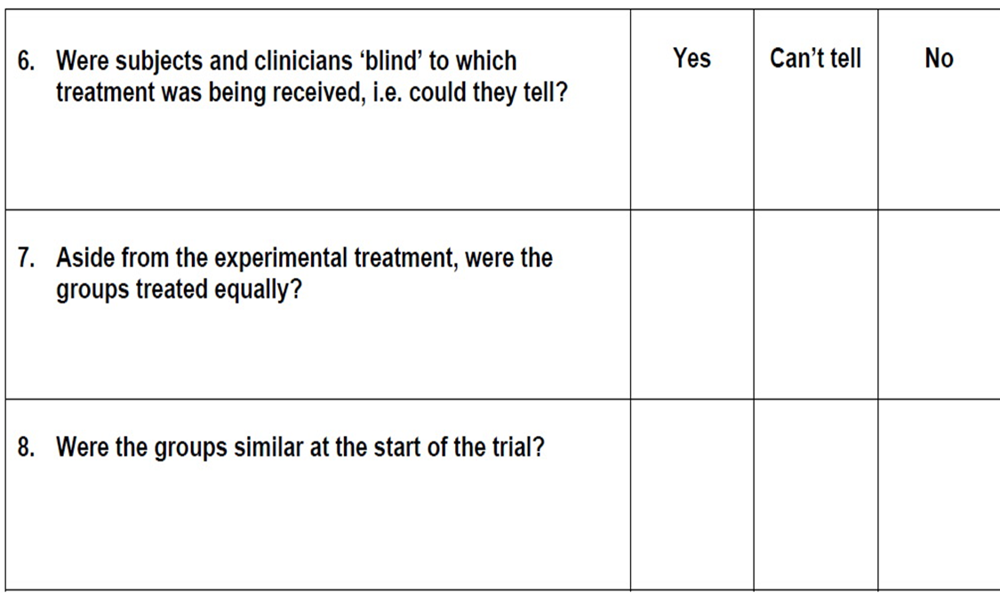 6. Were subjects and clinicians ‘blind’ to which
treatment was being received, i.e. could they tell?
Yes
Can’t tell
No
7. Aside from the experimental treatment, were the
groups treated equally?
8. Were the groups similar at the start of the trial?